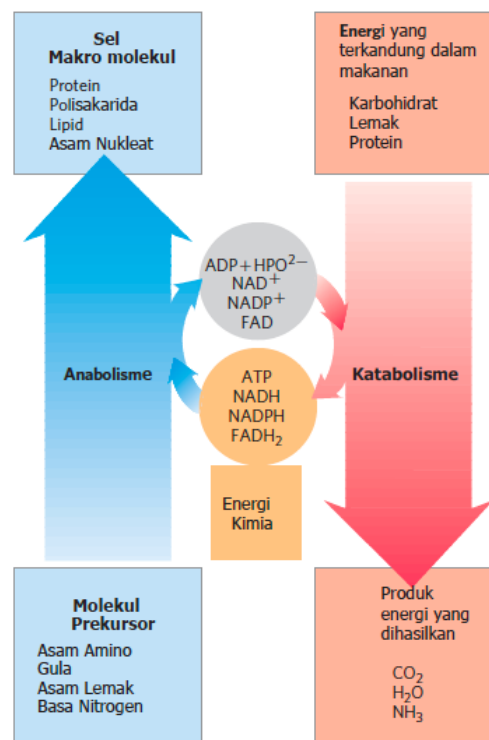 Sel
Makro molekul
Protein
Polisakarida
Lipid
Asam Nukleat
Energi yang
terkandung dalam
makanan
Karbohidrat
Lemak
Protein
ADP+HPO²⁻
NAD⁺
NADP⁺
FAD
Anabolisme
ATP
NADH
NADPH
FADH₂
Katabolisme
Energi
Kimia
Molekul
Prekursor
Asam Amino
Gula
Asam Lemak
Basa Nitrogen
Produk
energi yang
dihasilkan
CO₂
H₂O
NH₃